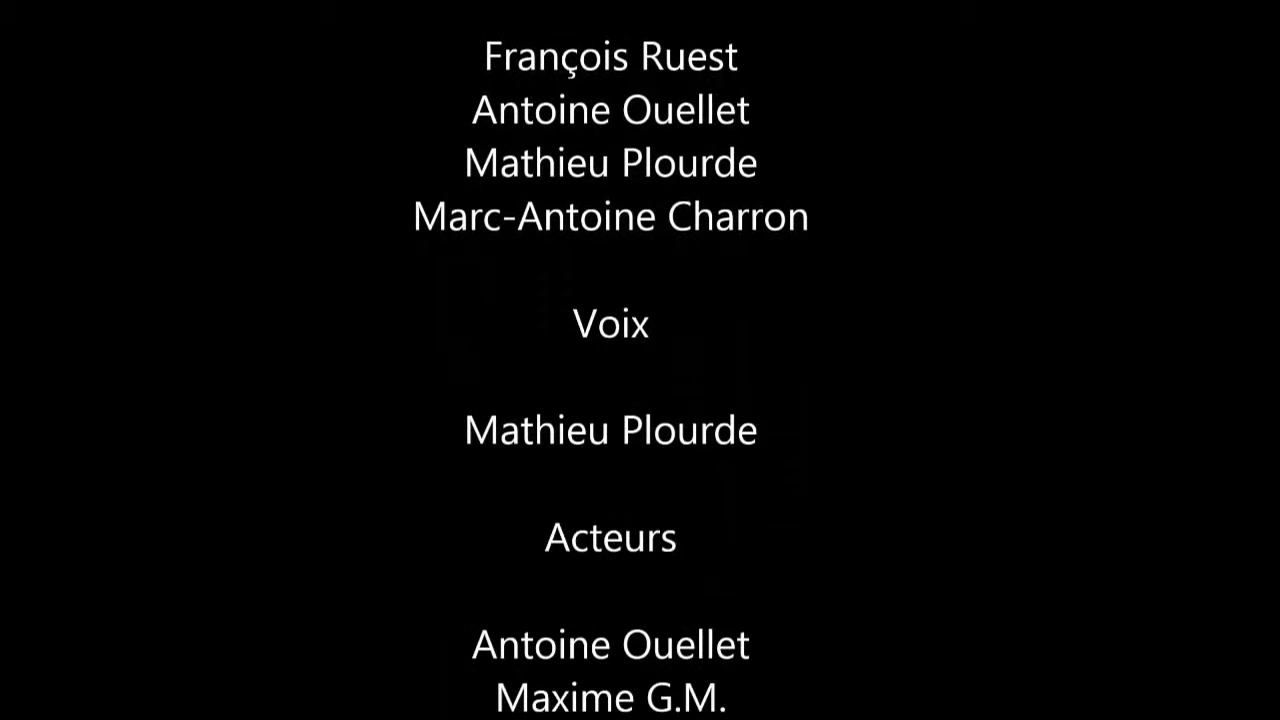 François Ruest
Antoine Ouellet
Mathieu Plourde
Marc-Antoine Charron
Voix
Mathieu Plourde
Acteurs
Antoine Ouellet
Maxime G.M.